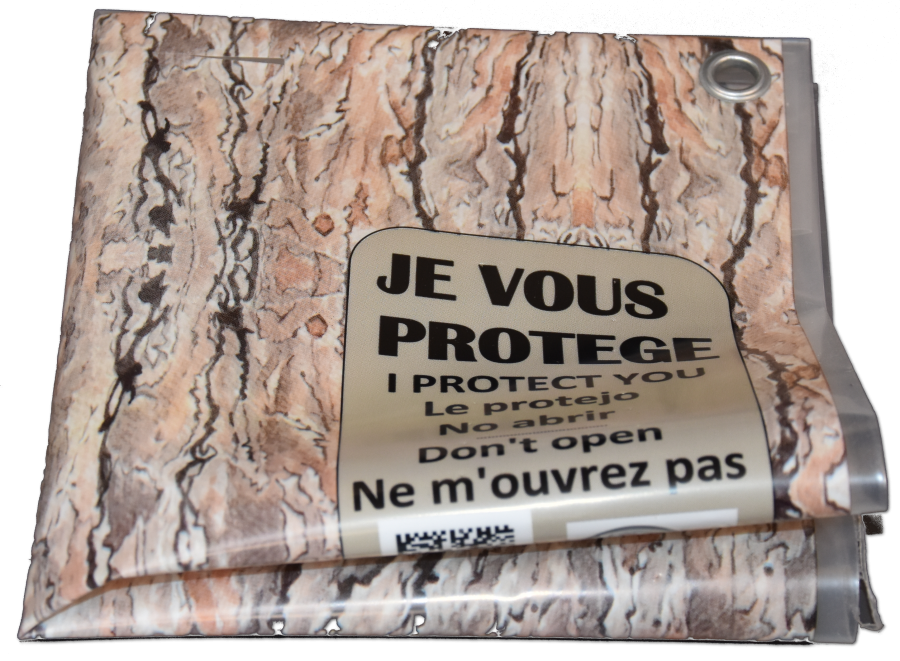 JE VOUS
PROTEGE
I PROTECT YOU
Le protejo
No abrir
Don't open
Ne m'ouvrez pas